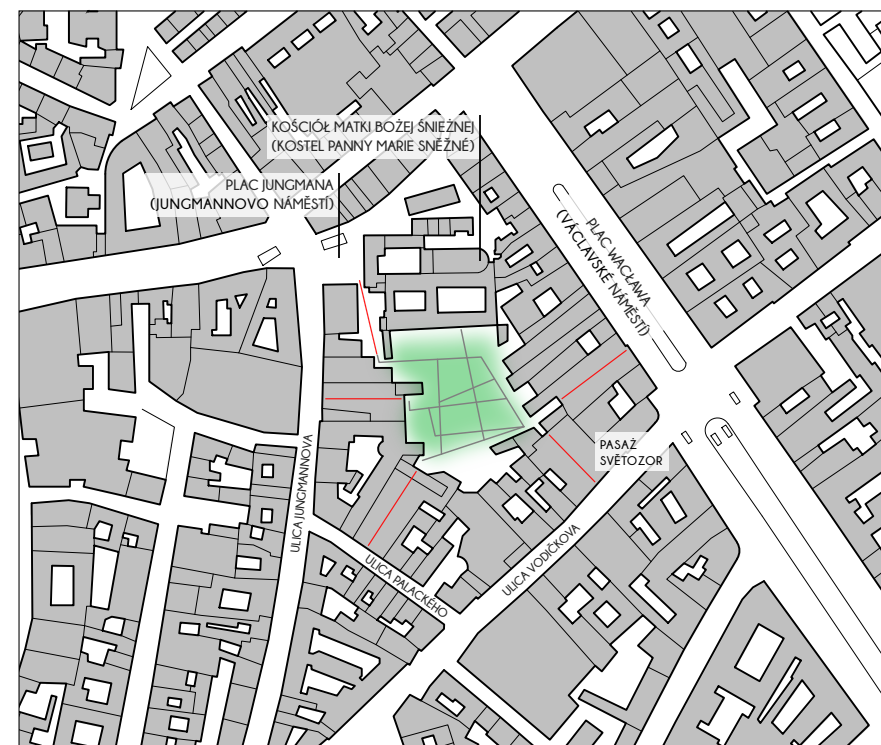 KOŚCIÓŁ MATKI BOŻEJ ŚNIEŻNEJ
(KOSTEL PANNY MARIE SNĚŽNÉ)
PLAC JUNGMANA
(JUNGMANNOVO NÁMĚSTÍ)
PLAC WACŁAWA
(VÁCLAVSKÉ NÁMĚSTÍ)
PASAŻ
SVĚTOZOR
ULICA JUNGMANNOVA
ULICA VODIČKOVA
ULICA PALACKÉHO